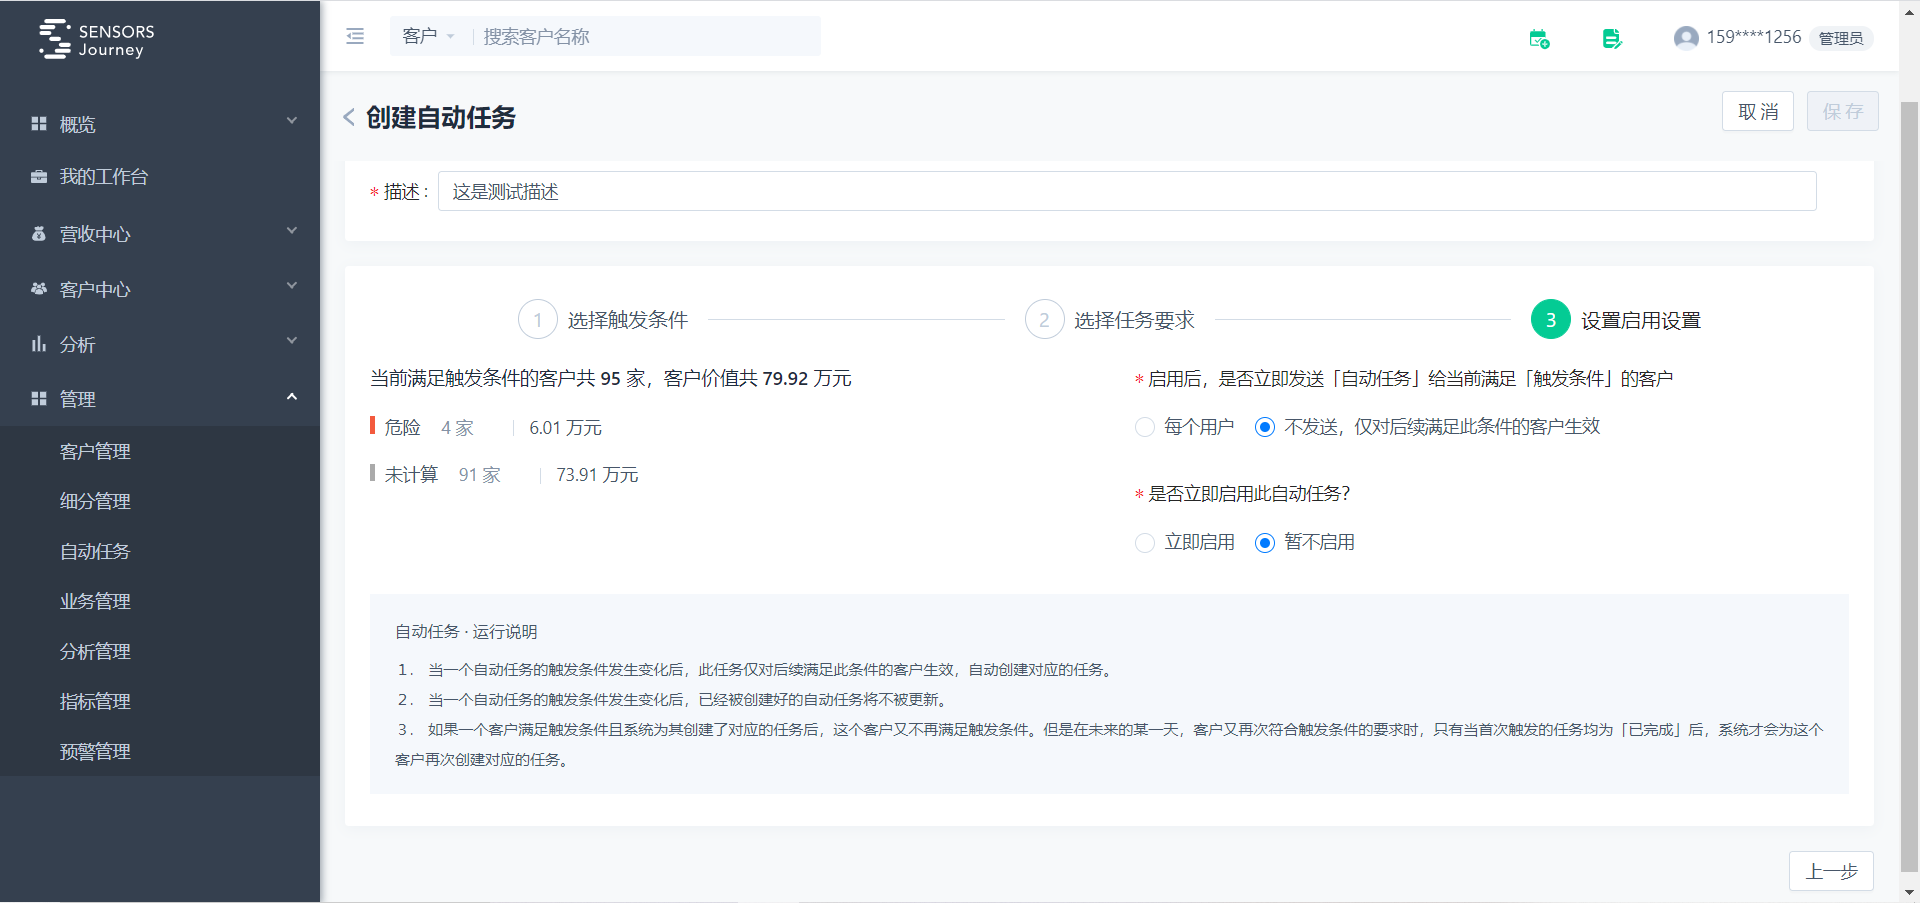 SENSORS
Journey
概览
我的工作台
营收中心
客户中心
分析
管理
客户管理
细分管理
自动任务
业务管理
分析管理
指标管理
预警管理
客户 搜索客户名称
159****1256 管理员
创建自动任务
取 消 保 存
* 描述 : 这是测试描述
1 选择触发条件 2 选择任务要求 3 设置启用设置
当前满足触发条件的客户共 95 家，客户价值共 79.92 万元
危险 4 家 6.01 万元
未计算 91 家 73.91 万元
* 启用后，是否立即发送「自动任务」给当前满足「触发条件」的客户
每个用户 不发送，仅对后续满足此条件的客户生效
* 是否立即启用此自动任务?
立即启用 暂不启用
自动任务 · 运行说明
1. 当一个自动任务的触发条件发生变化后，此任务仅对后续满足此条件的客户生效，自动创建对应的任务。
2. 当一个自动任务的触发条件发生变化后，已经被创建好的自动任务将不被更新。
3. 如果一个客户满足触发条件且系统为其创建了对应的任务后，这个客户又不再满足触发条件。但是在未来的某一天，客户又再次符合触发条件的要求时，只有当首次触发的任务均为「已完成」后，系统才会为这个
客户再次创建对应的任务。
上一步